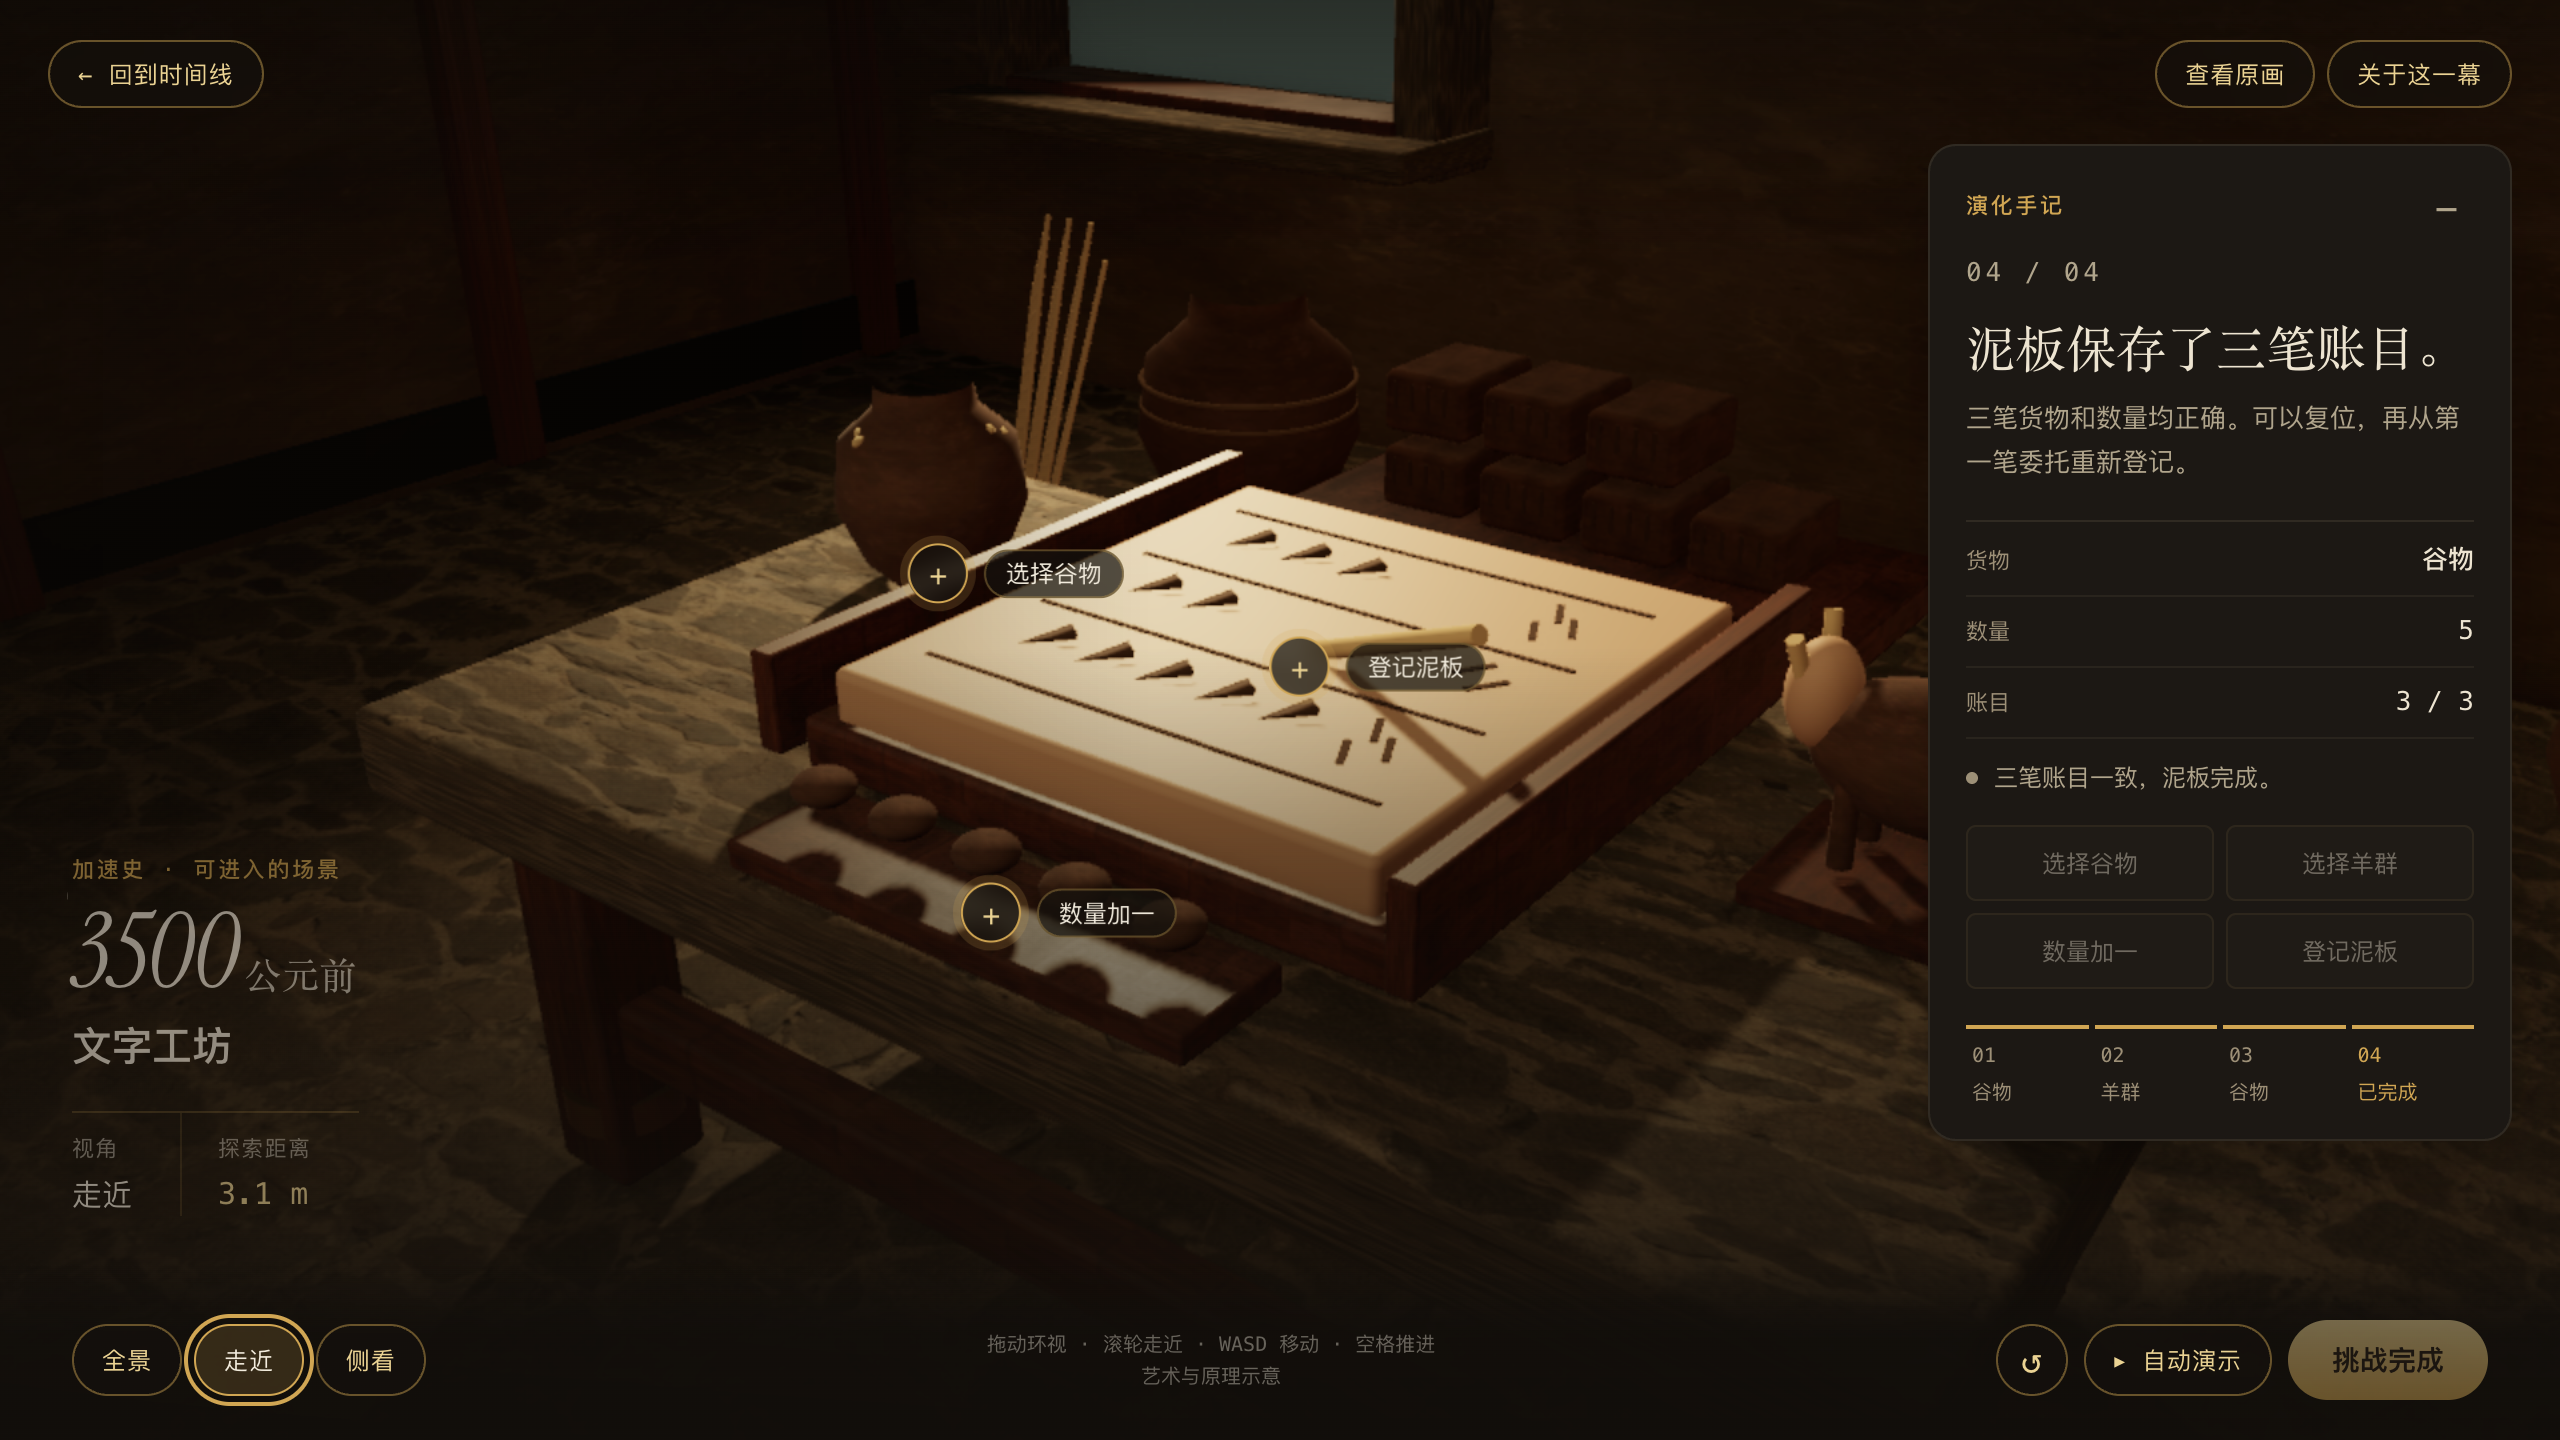 ← 回到时间线
查看原画
关于这一幕
演化手记
—
04 / 04
泥板保存了三笔账目。
三笔货物和数量均正确。可以复位，再从第
一笔委托重新登记。
货物 谷物
数量 5
账目 3 / 3
三笔账目一致，泥板完成。
选择谷物 选择羊群
数量加一 登记泥板
01 02 03 04
谷物 羊群 谷物 已完成
+ 选择谷物
+ 登记泥板
+ 数量加一
加速史 · 可进入的场景
3500 公元前
文字工坊
视角 探索距离
走近 3.1 m
全景 走近 侧看
拖动环视 · 滚轮走近 · WASD 移动 · 空格推进
艺术与原理示意
↺ ▸ 自动演示 挑战完成